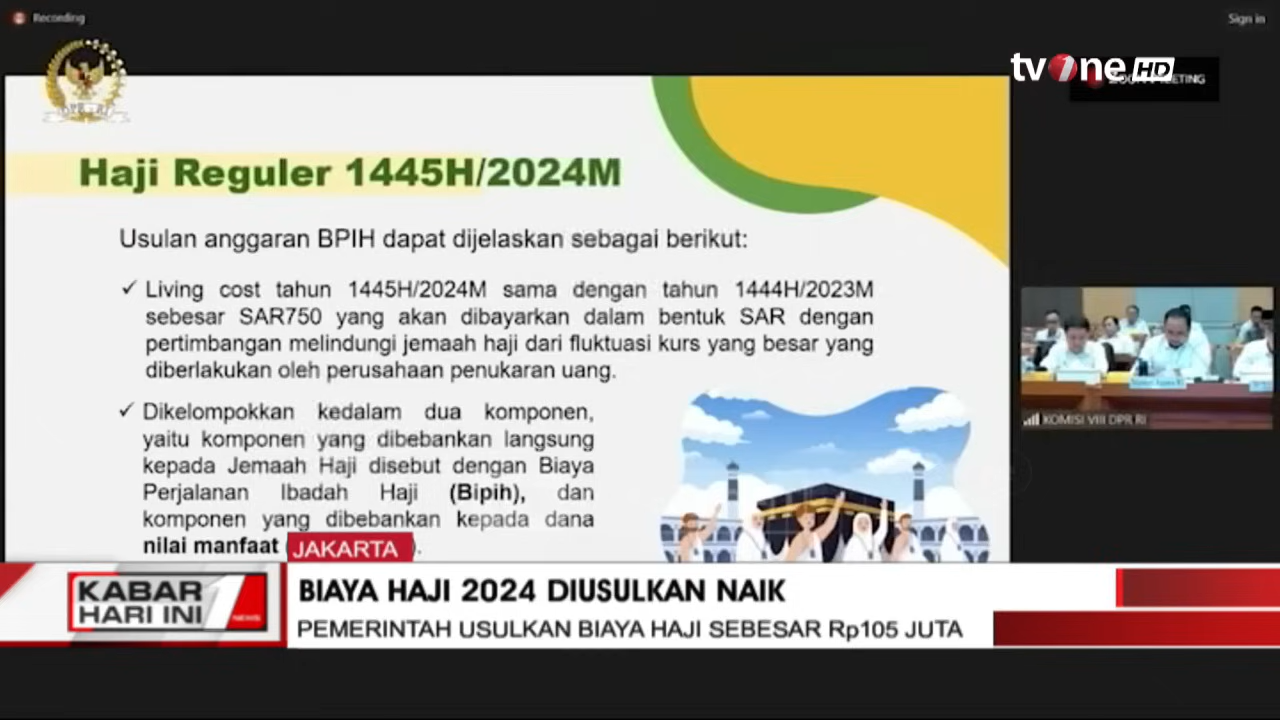 Recording
Sign in
tvOne HD
DPR - RI
Haji Reguler 1445H/2024M
Usulan anggaran BPIH dapat dijelaskan sebagai berikut:
✓ Living cost tahun 1445H/2024M sama dengan tahun 1444H/2023M
sebesar SAR750 yang akan dibayarkan dalam bentuk SAR dengan
pertimbangan melindungi jemaah haji dari fluktuasi kurs yang besar yang
diberlakukan oleh perusahaan penukaran uang.
✓ Dikelompokkan kedalam dua komponen,
yaitu komponen yang dibebankan langsung
kepada Jemaah Haji disebut dengan Biaya
Perjalanan Ibadah Haji (Bipih), dan
komponen yang dibebankan kepada dana
nilai manfaat
KOMISI VIII DPR RI
JAKARTA
KABAR
HARI INI
NEWS
BIAYA HAJI 2024 DIUSULKAN NAIK
PEMERINTAH USULKAN BIAYA HAJI SEBESAR Rp105 JUTA